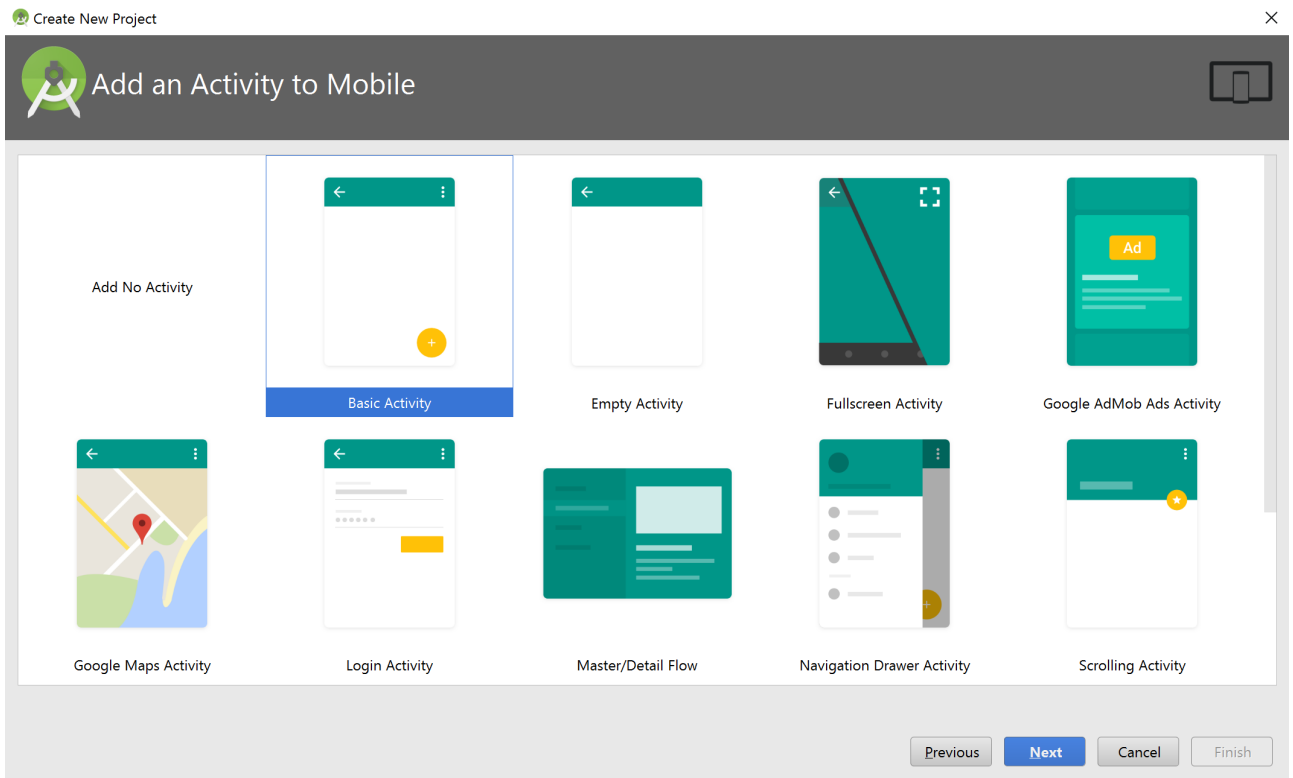 Create New Project
Add an Activity to Mobile
Add No Activity
Basic Activity
Empty Activity
Fullscreen Activity
Ad
Google AdMob Ads Activity
Google Maps Activity
Login Activity
Master/Detail Flow
Navigation Drawer Activity
Scrolling Activity
Previous
Next
Cancel
Finish